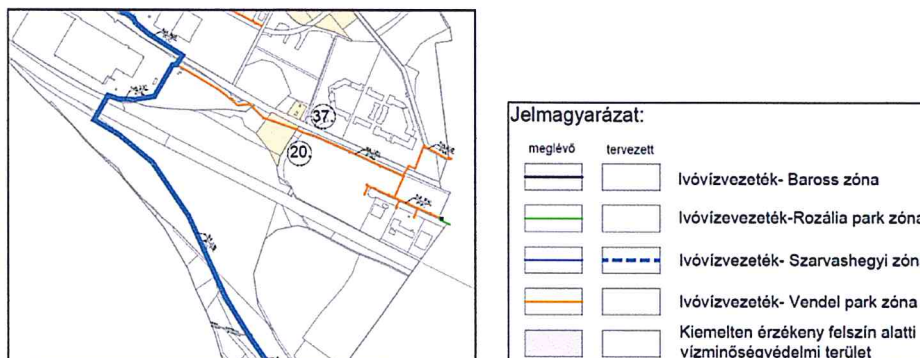 37.
20.
Jelmagyarázat:
meglévő tervezett
Ivóvízvezeték- Baross zóna
Ivóvízevezeték-Rozália park zóna
Ivóvízvezeték- Szarvashegyi zóna
Ivóvízvezeték- Vendel park zóna
Kiemelten érzékeny felszín alatti
vízminőségvédelmi terület